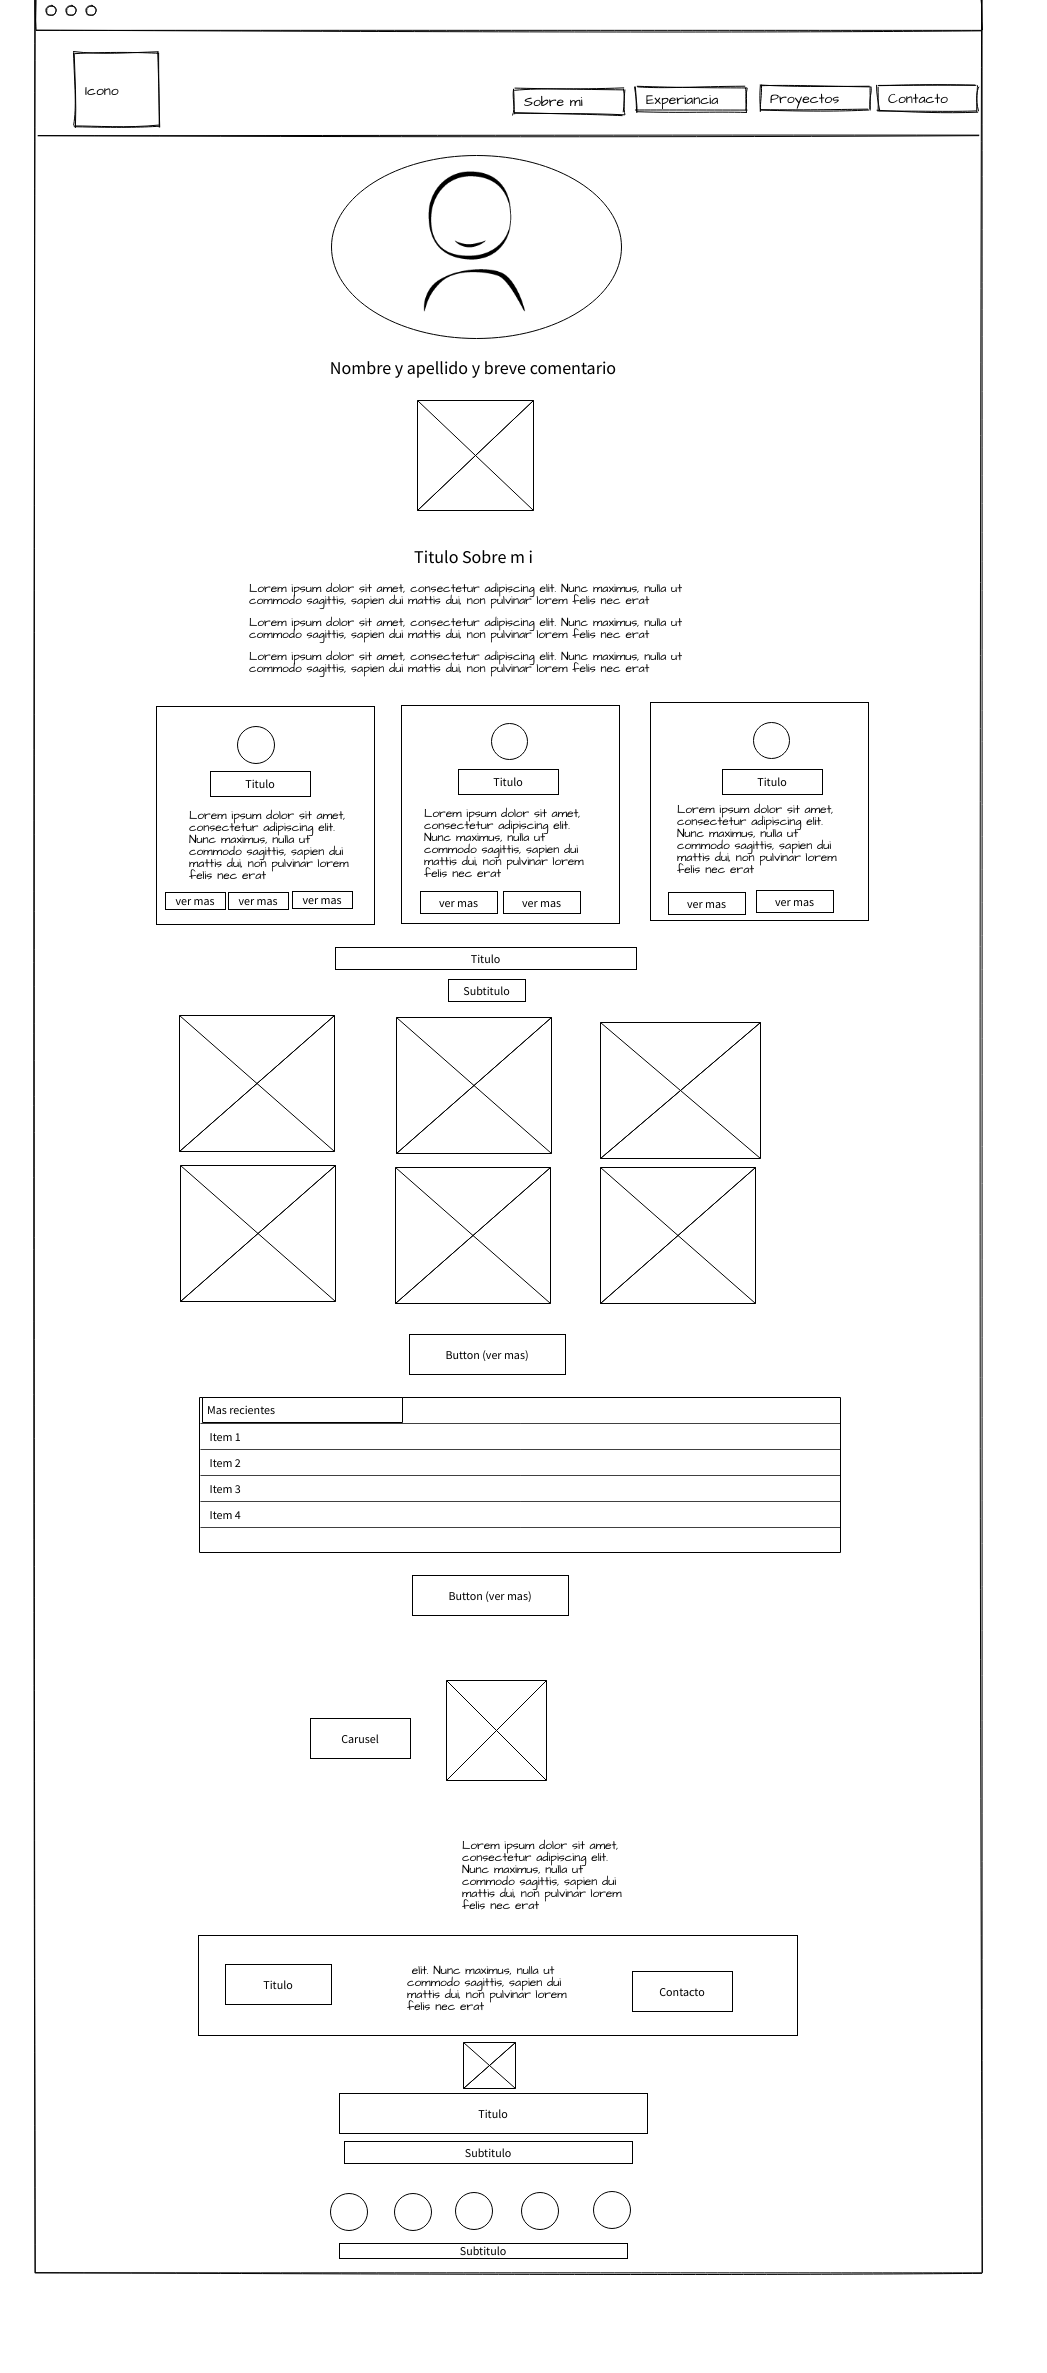 Icono
Sobre mi
Experiancia
Proyectos
Contacto
Nombre y apellido y breve comentario
Titulo Sobre m i
Lorem ipsum dolor sit amet, consectetur adipiscing elit. Nunc maximus, nulla ut
commodo sagittis, sapien dui mattis dui, non pulvinar lorem felis nec erat
Lorem ipsum dolor sit amet, consectetur adipiscing elit. Nunc maximus, nulla ut
commodo sagittis, sapien dui mattis dui, non pulvinar lorem felis nec erat
Lorem ipsum dolor sit amet, consectetur adipiscing elit. Nunc maximus, nulla ut
commodo sagittis, sapien dui mattis dui, non pulvinar lorem felis nec erat
Titulo
Lorem ipsum dolor sit amet,
consectetur adipiscing elit.
Nunc maximus, nulla ut
commodo sagittis, sapien dui
mattis dui, non pulvinar lorem
felis nec erat
ver mas
ver mas
ver mas
Titulo
Lorem ipsum dolor sit amet,
consectetur adipiscing elit.
Nunc maximus, nulla ut
commodo sagittis, sapien dui
mattis dui, non pulvinar lorem
felis nec erat
ver mas
ver mas
Titulo
Lorem ipsum dolor sit amet,
consectetur adipiscing elit.
Nunc maximus, nulla ut
commodo sagittis, sapien dui
mattis dui, non pulvinar lorem
felis nec erat
ver mas
ver mas
Titulo
Subtitulo
Button (ver mas)
Mas recientes
Item 1
Item 2
Item 3
Item 4
Button (ver mas)
Carusel
Lorem ipsum dolor sit amet,
consectetur adipiscing elit.
Nunc maximus, nulla ut
commodo sagittis, sapien dui
mattis dui, non pulvinar lorem
felis nec erat
Titulo
elit. Nunc maximus, nulla ut
commodo sagittis, sapien dui
mattis dui, non pulvinar lorem
felis nec erat
Contacto
Titulo
Subtitulo
Subtitulo